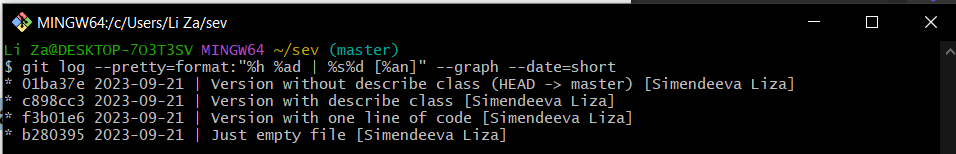 MINGW64:/c/Users/Li Za/sev
Li Za@DESKTOP-7O3T3SV MINGW64 ~/sev (master)
$ git log --pretty=format:"%h %ad | %s%d [%an]" --graph --date=short
* 01ba37e 2023-09-21 | Version without describe class (HEAD -> master) [Simendeeva Liza]
* c898cc3 2023-09-21 | Version with describe class [Simendeeva Liza]
* f3b01e6 2023-09-21 | Version with one line of code [Simendeeva Liza]
* b280395 2023-09-21 | Just empty file [Simendeeva Liza]